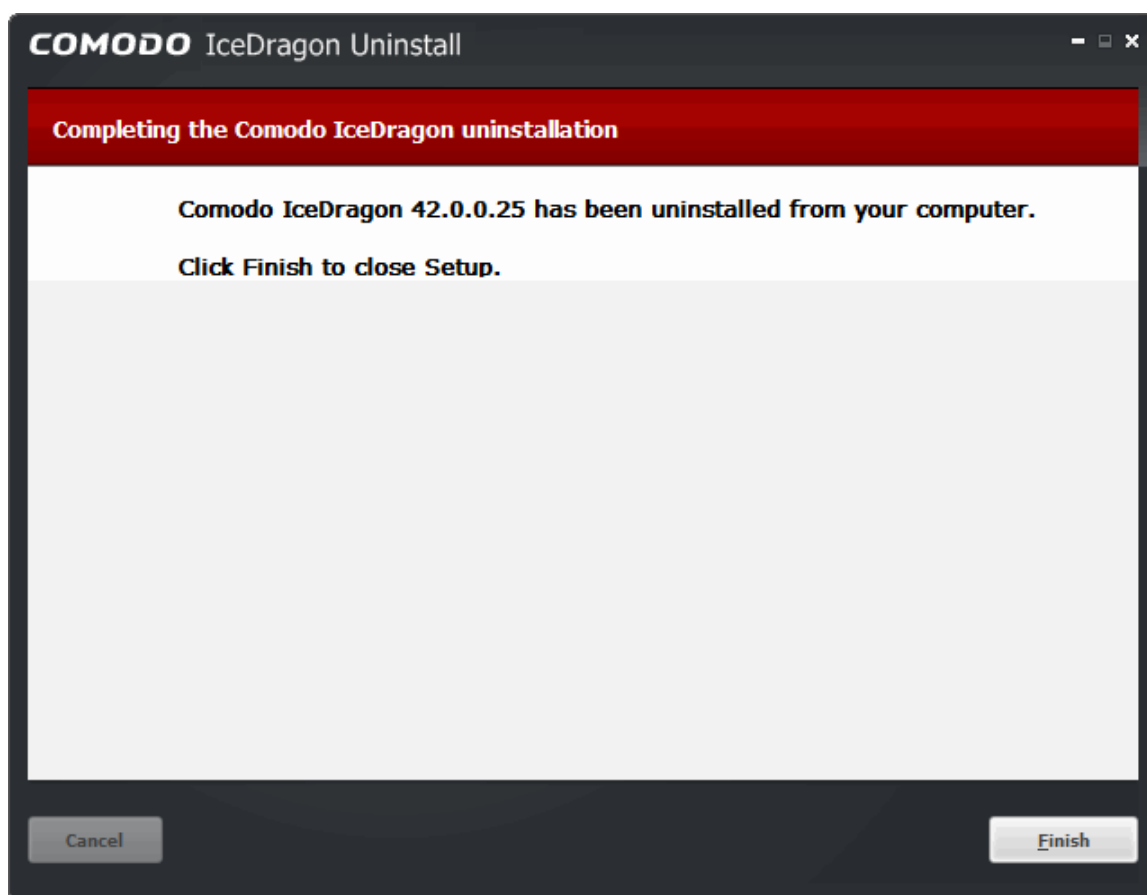 COMODO IceDragon Uninstall
Completing the Comodo IceDragon uninstallation
Comodo IceDragon 42.0.0.25 has been uninstalled from your computer.
Click Finish to close Setup.
Cancel
Finish